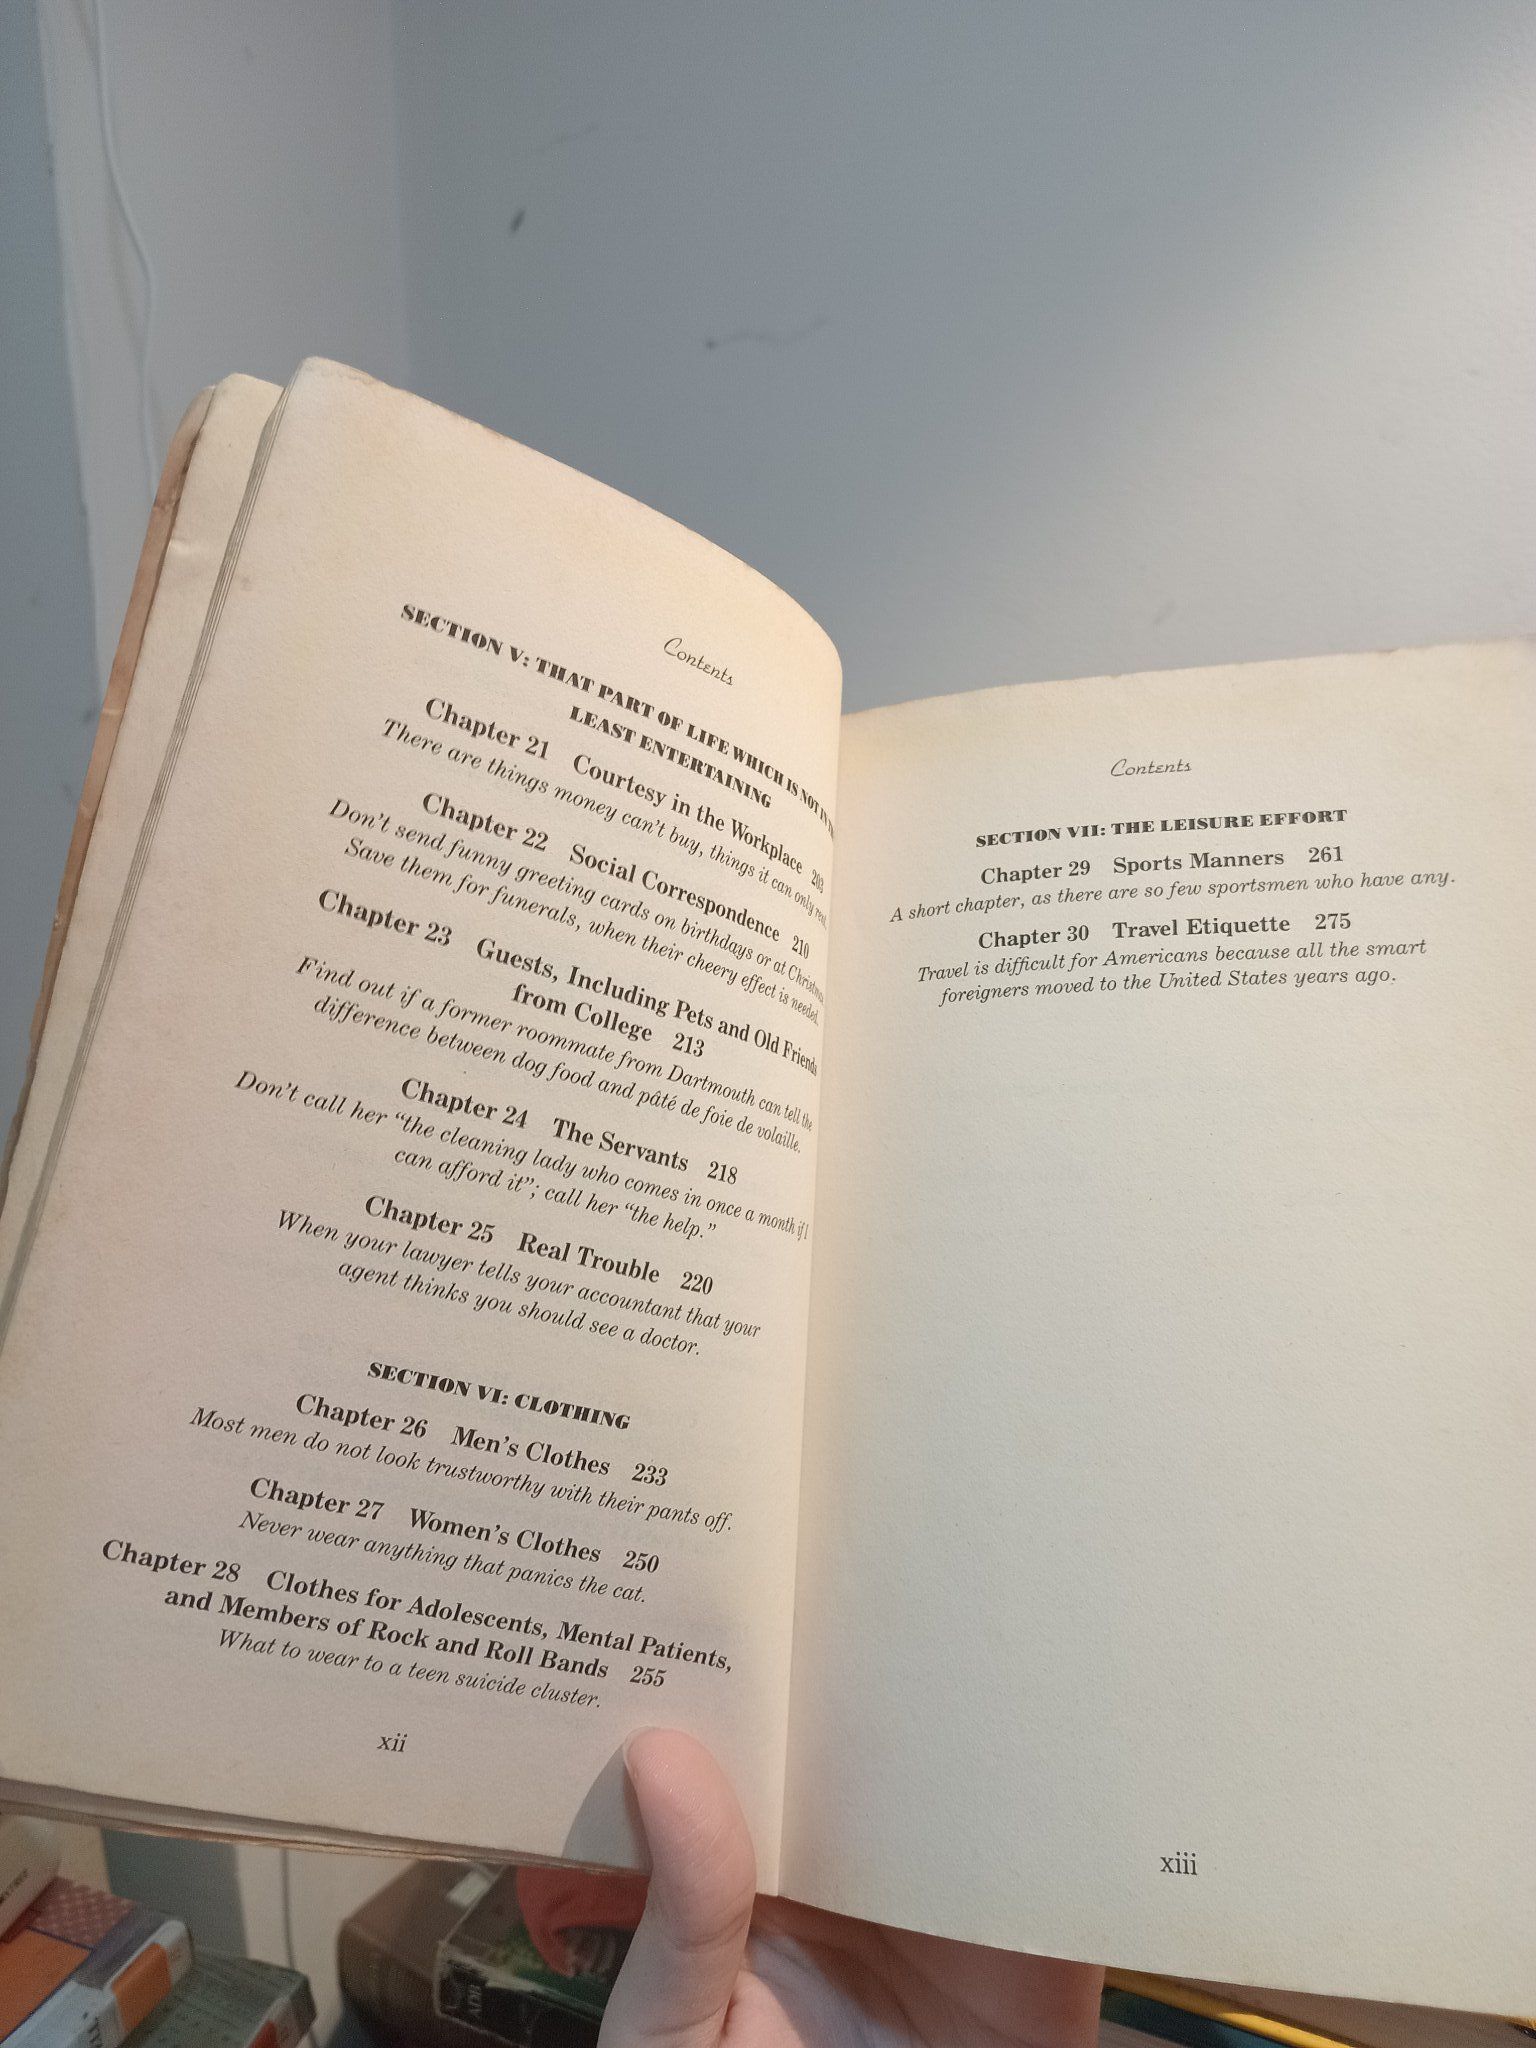 Contents
SECTION V: THAT PART OF LIFE WHICH IS NOT IN
LEAST ENTERTAINING
Chapter 21 Courtesy in the Workplace 203
There are things money can't buy, things it can only rent.
Chapter 22 Social Correspondence 210
Don't send funny greeting cards on birthdays or at Christmas.
Save them for funerals, when their cheery effect is needed.
Chapter 23 Guests, Including Pets and Old Friends
from College 213
Find out if a former roommate from Dartmouth can tell the
difference between dog food and pâté de foie de volaille.
Chapter 24 The Servants 218
Don't call her "the cleaning lady who comes in once a month if I
can afford it"; call her "the help."
Chapter 25 Real Trouble 220
When your lawyer tells your accountant that your
agent thinks you should see a doctor.
SECTION VI: CLOTHING
Chapter 26 Men's Clothes 233
Most men do not look trustworthy with their pants off.
Chapter 27 Women's Clothes 250
Never wear anything that panics the cat.
Chapter 28 Clothes for Adolescents, Mental Patients,
and Members of Rock and Roll Bands 255
What to wear to a teen suicide cluster.
xii
Contents
SECTION VII: THE LEISURE EFFORT
Chapter 29 Sports Manners 261
A short chapter, as there are so few sportsmen who have any.
Chapter 30 Travel Etiquette 275
Travel is difficult for Americans because all the smart
foreigners moved to the United States years ago.
xiii